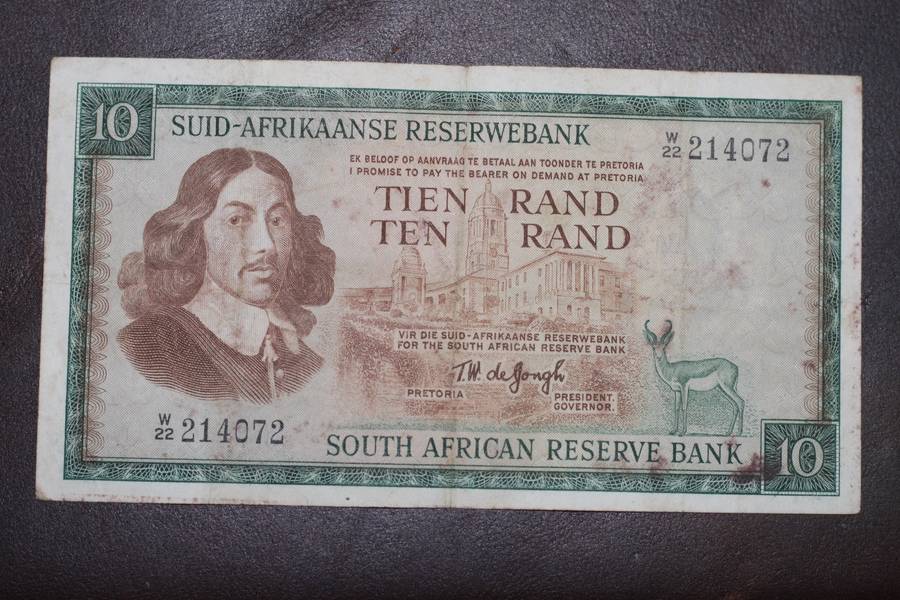 10
SUID-AFRIKAANSE RESERWEBANK
W/22 214072
EK BELOOF OP AANVRAAG TE BETAAL AAN TOONDER TE PRETORIA
I PROMISE TO PAY THE BEARER ON DEMAND AT PRETORIA
TIEN RAND
TEN RAND
VIR DIE SUID-AFRIKAANSE RESERWEBANK
FOR THE SOUTH AFRICAN RESERVE BANK
T.W. de Jongh
PRETORIA
PRESIDENT.
GOVERNOR.
W/22 214072
SOUTH AFRICAN RESERVE BANK
10